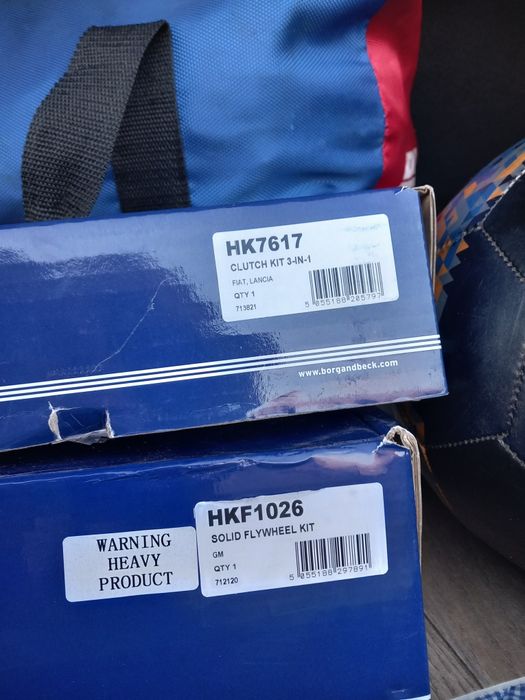 HK7617
CLUTCH KIT 3-IN-1
FIAT, LANCIA
QTY 1
713821
5 055188 205797
www.borgandbeck.com
HKF1026
SOLID FLYWHEEL KIT
GM
QTY 1
712120
5 055188 297891
WARNING
HEAVY
PRODUCT